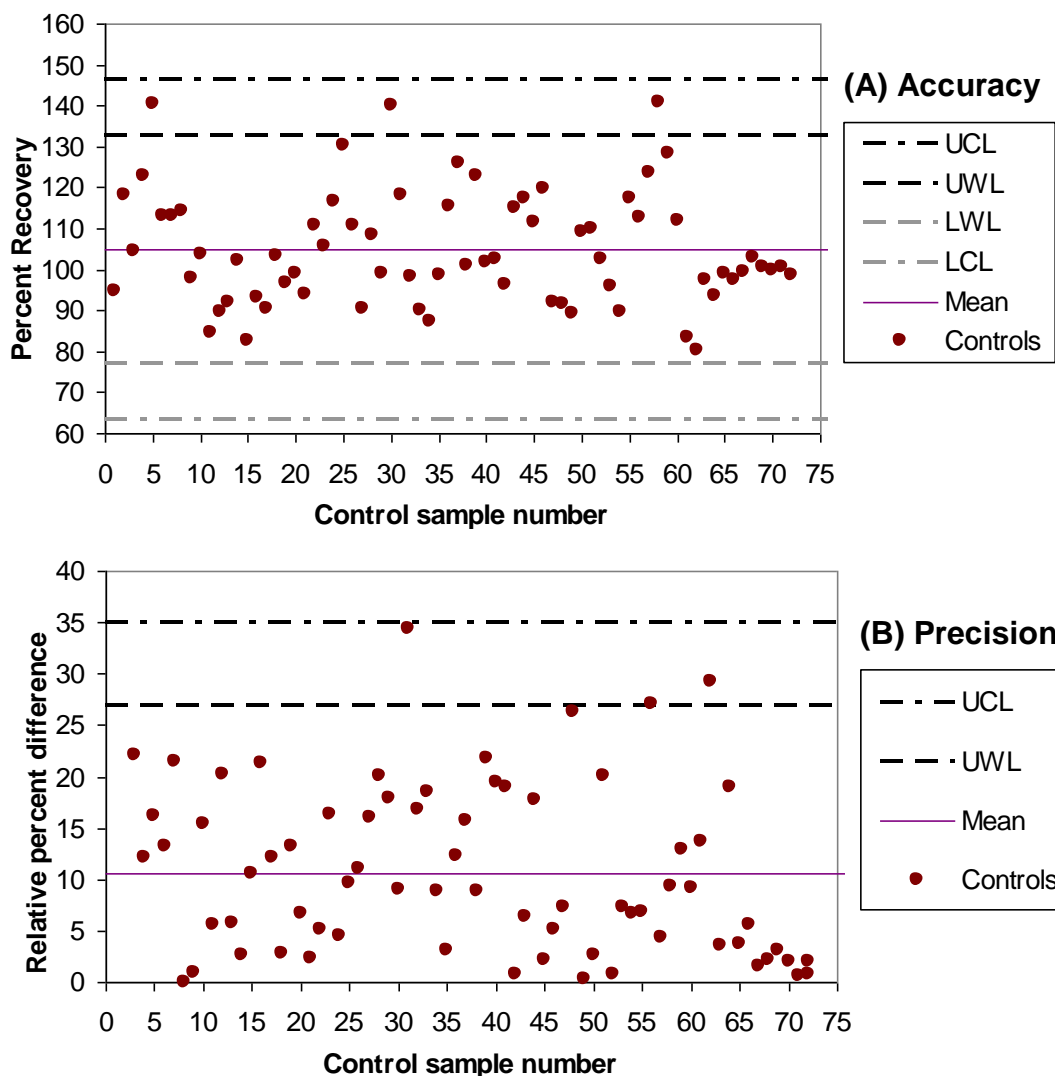 160
150
140
130
120
110
100
90
80
70
60
Percent Recovery
0 5 10 15 20 25 30 35 40 45 50 55 60 65 70 75
Control sample number
(A) Accuracy
UCL
UWL
LWL
LCL
Mean
Controls
40
35
30
25
20
15
10
5
0
Relative percent difference
0 5 10 15 20 25 30 35 40 45 50 55 60 65 70 75
Control sample number
(B) Precision
UCL
UWL
Mean
Controls